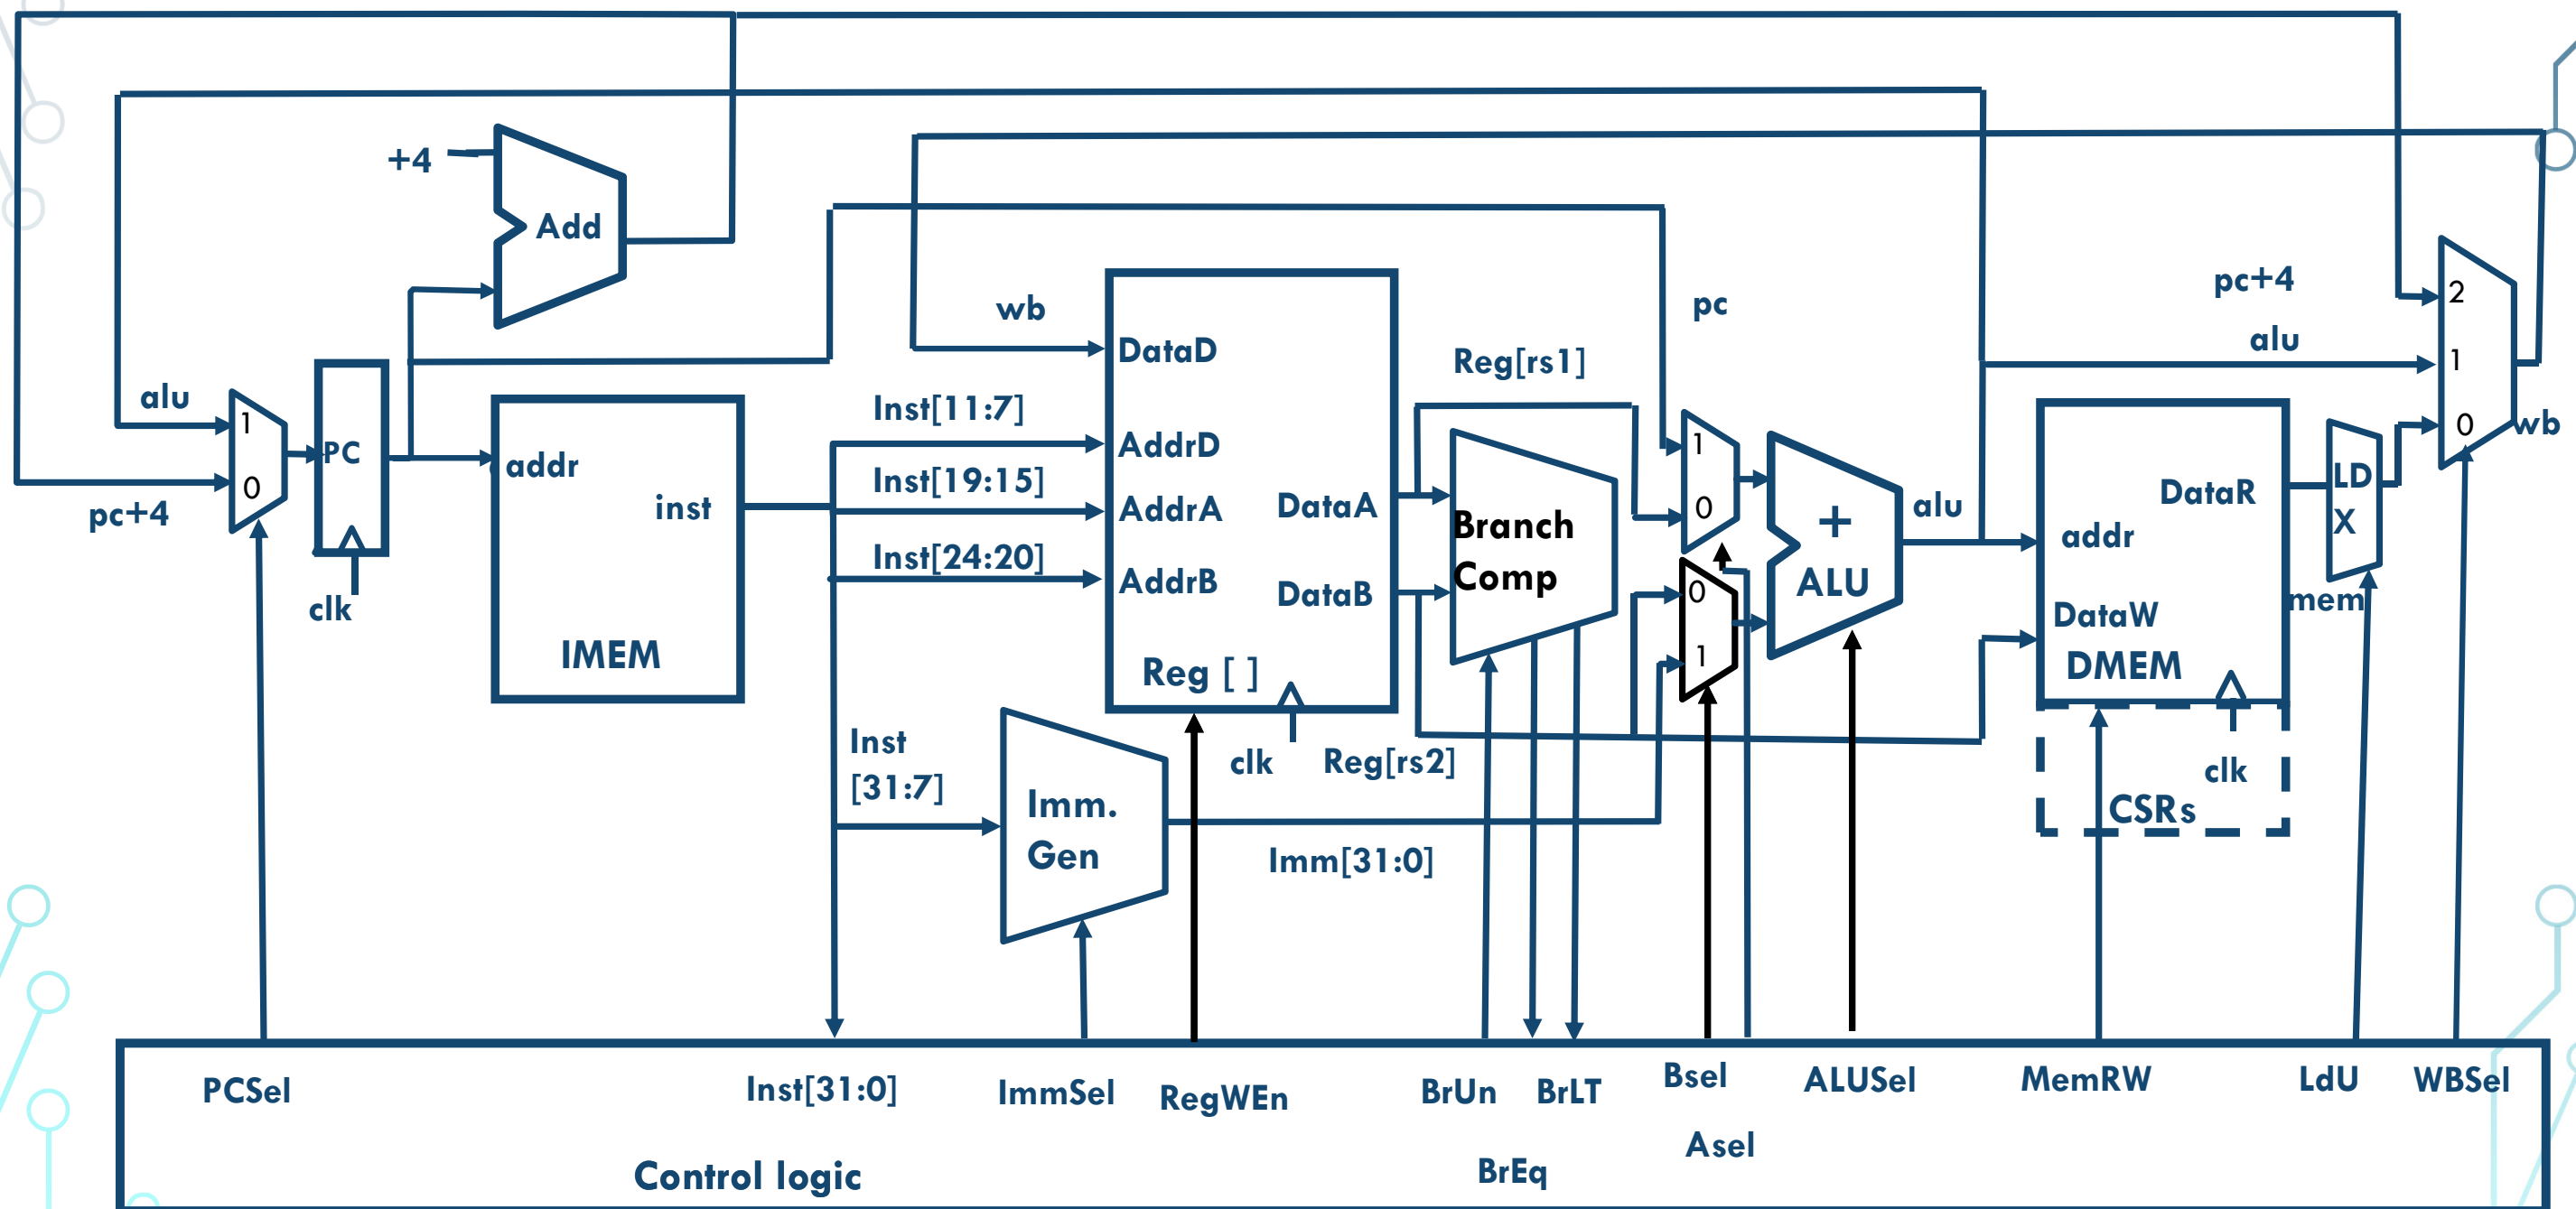 +4
Add
wb
DataD
pc
pc+4
2
alu
1
Reg[rs1]
alu
1
0
pc+4
PC
clk
addr
inst
IMEM
Inst[11:7]
AddrD
Inst[19:15]
AddrA
Inst[24:20]
AddrB
DataA
DataB
Reg [ ]
clk
Branch
Comp
1
0
0
1
+
ALU
alu
DataR
addr
DataW
DMEM
clk
CSRs
LD
X
mem
0
wb
Inst
[31:7]
Imm.
Gen
Reg[rs2]
Imm[31:0]
PCSel
Inst[31:0]
ImmSel
RegWEn
BrUn
BrLT
Bsel
ALUSel
MemRW
LdU
WBSel
Asel
BrEq
Control logic